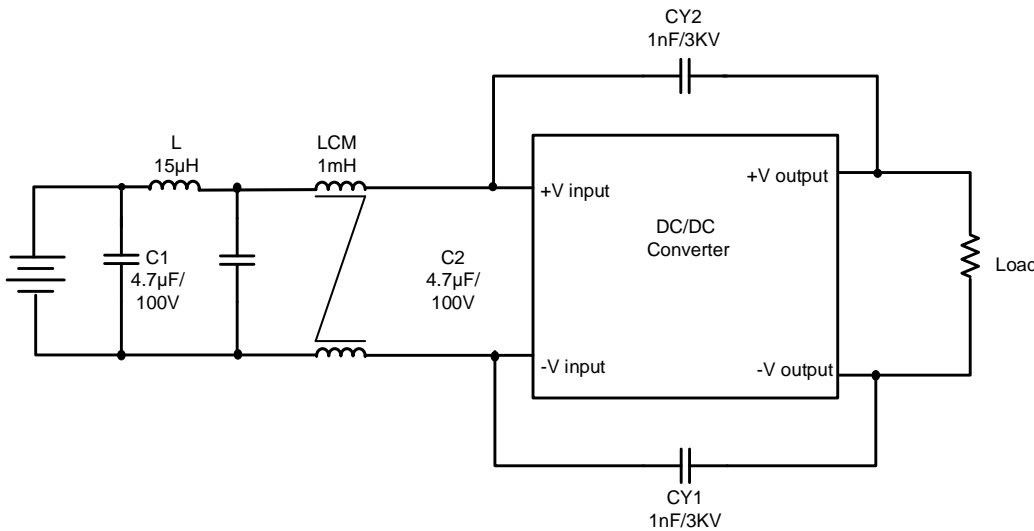 CY2
1nF/3KV
L
15µH
LCM
1mH
+V input
+V output
DC/DC
Converter
C1
4.7µF/
100V
C2
4.7µF/
100V
Load
-V input
-V output
CY1
1nF/3KV